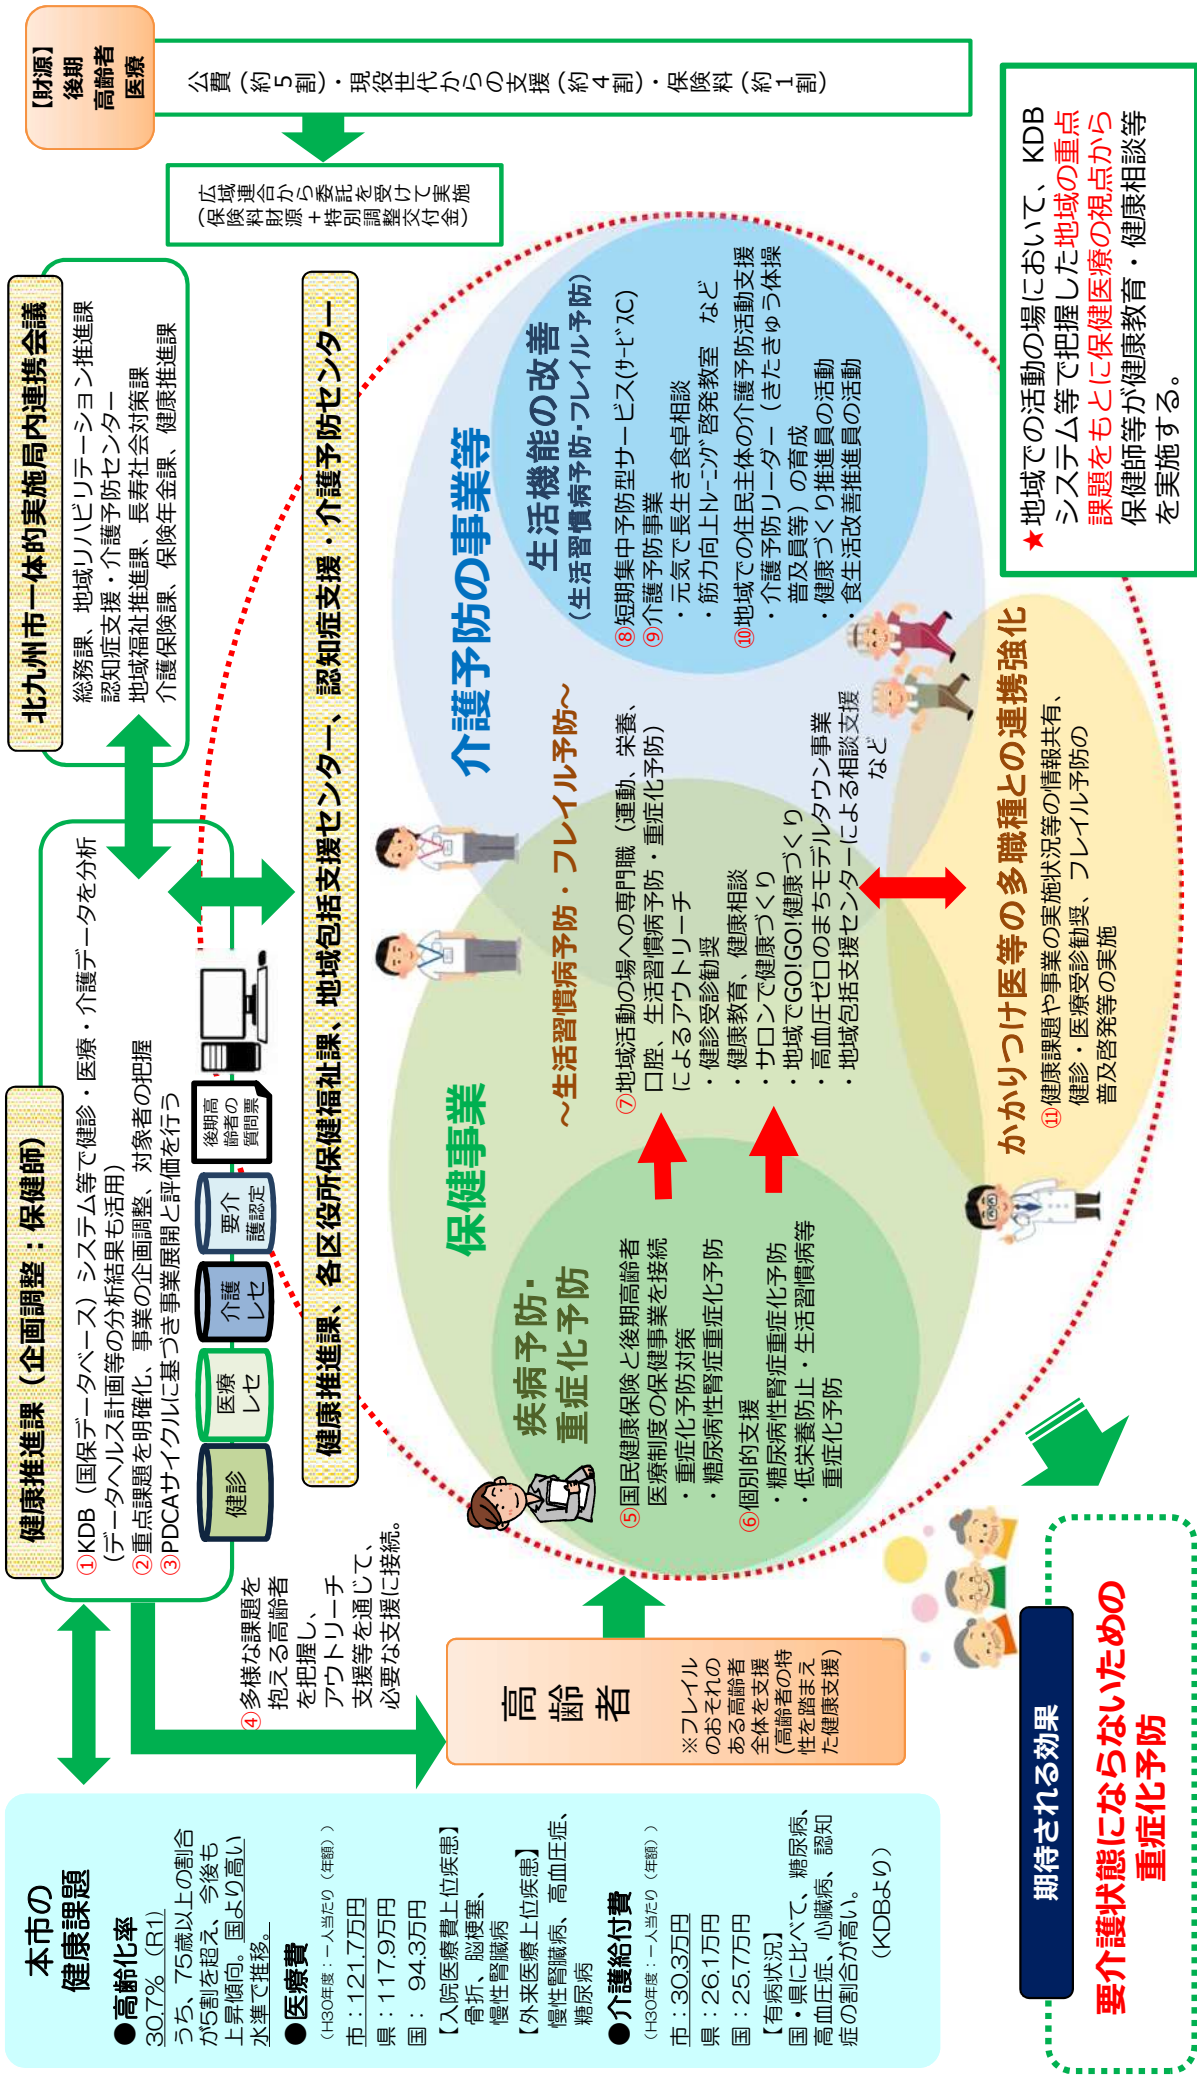 本市の
健康課題
●高齢化率
30.7%（R1）
うち、75歳以上の割合
が5割を超え、今後も
上昇傾向。国より高い
水準で推移。
●医療費
（H30年度：一人当たり（年額））
市：121.7万円
県：117.9万円
国： 94.3万円
【入院医療費上位疾患】
骨折、脳梗塞、
慢性腎臓病
【外来医療上位疾患】
慢性腎臓病、高血圧症、
糖尿病
●介護給付費
（H30年度：一人当たり（年額））
市：30.3万円
県：26.1万円
国：25.7万円
【有病状況】
国・県に比べて、糖尿病、
高血圧症、心臓病、認知
症の割合が高い。
（KDBより）
健康推進課（企画調整：保健師）
①KDB（国保データベース）システム等で健診・医療・介護データを分析
（データヘルス計画等の分析結果も活用）
②重点課題を明確化、事業の企画調整、対象者の把握
③PDCAサイクルに基づき事業展開と評価を行う
健診
医療
レセ
介護
レセ
要介
護認定
後期高
齢者の
質問票
④多様な課題を
抱える高齢者
を把握し、
アウトリーチ
支援等を通じて、
必要な支援に接続。
北九州市一体的実施局内連携会議
総務課、地域リハビリテーション推進課
認知症支援・介護予防センター
地域福祉推進課、長寿社会対策課
介護保険課、保険年金課、健康推進課
【財源】
後期
高齢者
医療
公費（約5割）・現役世代からの支援（約4割）・保険料（約1割）
広域連合から委託を受けて実施
（保険料財源＋特別調整交付金）
健康推進課、各区役所保健福祉課、地域包括支援センター、認知症支援・介護予防センター
高齢者
※フレイル
のおそれの
ある高齢者
全体を支援
（高齢者の特
性を踏まえ
た健康支援）
保健事業
疾病予防・
重症化予防
⑤国民健康保険と後期高齢者
医療制度の保健事業を接続
・重症化予防対策
・糖尿病性腎症重症化予防
⑥個別的支援
・糖尿病性腎症重症化予防
・低栄養防止・生活習慣病等
重症化予防
～生活習慣病予防・フレイル予防～
⑦地域活動の場への専門職（運動、栄養、
口腔、生活習慣病予防・重症化予防）
によるアウトリーチ
・健診受診勧奨
・健康教育、健康相談
・サロンで健康づくり
・地域でGO!GO!健康づくり
・高血圧ゼロのまちモデルタウン事業
・地域包括支援センターによる相談支援
など
介護予防の事業等
生活機能の改善
（生活習慣病予防・フレイル予防）
⑧短期集中予防型サービス(ｻｰﾋﾞｽC)
⑨介護予防事業
・元気で長生き食卓相談
・筋力向上ﾄﾚｰﾆﾝｸﾞ啓発教室　など
⑩地域での住民主体の介護予防活動支援
・介護予防リーダー（きたきゅう体操
普及員等）の育成
・健康づくり推進員の活動
・食生活改善推進員の活動
かかりつけ医等の多職種との連携強化
⑪健康課題や事業の実施状況等の情報共有、
健診・医療受診勧奨、フレイル予防の
普及啓発等の実施
★地域での活動の場において、KDB
システム等で把握した地域の重点
課題をもとに保健医療の視点から
保健師等が健康教育・健康相談等
を実施する。
期待される効果
要介護状態にならないための
重症化予防